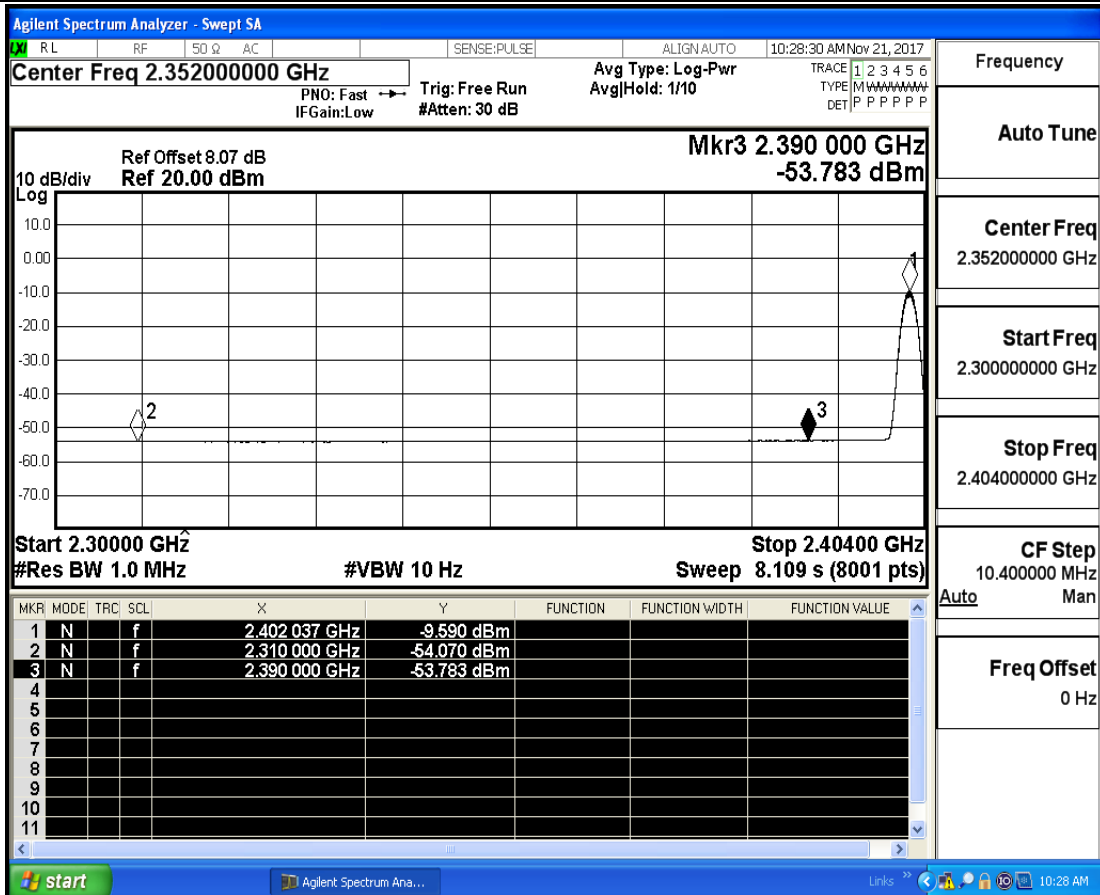 Agilent Spectrum Analyzer - Swept SA
LXI RL RF 50 Ω AC SENSE:PULSE ALIGN AUTO 10:28:30 AM Nov 21, 2017
Center Freq 2.352000000 GHz
PNO: Fast
IFGain:Low
Trig: Free Run
#Atten: 30 dB
Avg Type: Log-Pwr
Avg|Hold: 1/10
TRACE 1 2 3 4 5 6
TYPE M WWWWW
DET P P P P P P
Mkr3 2.390 000 GHz
-53.783 dBm
Ref Offset 8.07 dB
10 dB/div Ref 20.00 dBm
Log
10.0
0.00
-10.0
-20.0
-30.0
-40.0
-50.0
-60.0
-70.0
1
2
3
Start 2.30000 GHz Stop 2.40400 GHz
#Res BW 1.0 MHz #VBW 10 Hz Sweep 8.109 s (8001 pts)
MKR MODE TRC SCL X Y FUNCTION FUNCTION WIDTH FUNCTION VALUE
1 N f 2.402 037 GHz -9.590 dBm
2 N f 2.310 000 GHz -54.070 dBm
3 N f 2.390 000 GHz -53.783 dBm
4
5
6
7
8
9
10
11
Frequency
Auto Tune
Center Freq
2.352000000 GHz
Start Freq
2.300000000 GHz
Stop Freq
2.404000000 GHz
CF Step
10.400000 MHz
Auto Man
Freq Offset
0 Hz
start Agilent Spectrum Ana... Links 10:28 AM